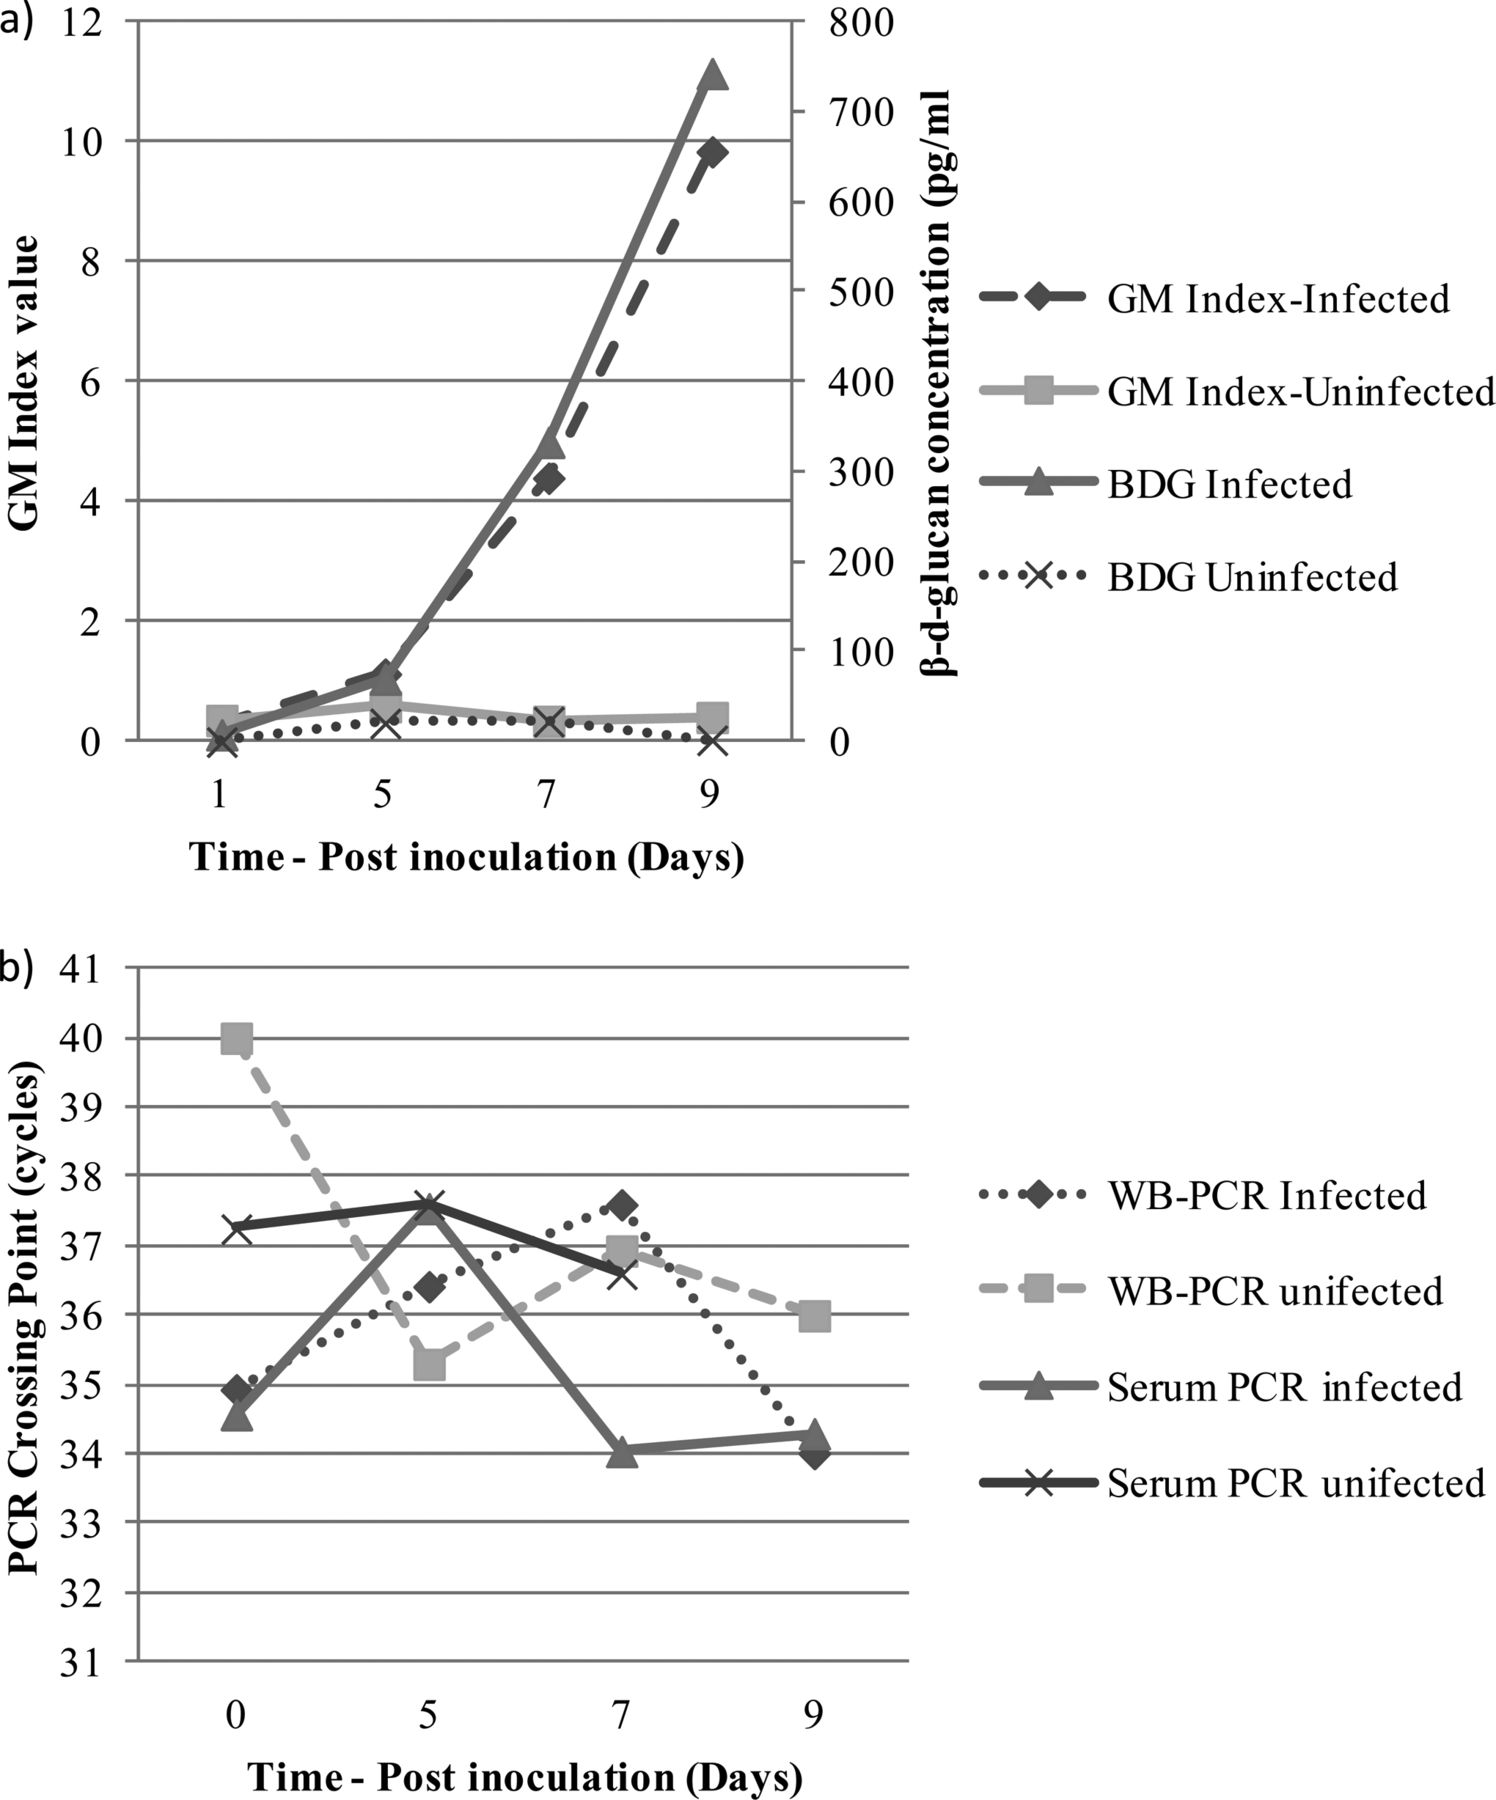 a)
12
10
8
6
4
2
0
GM Index value
800
700
600
500
400
300
200
100
0
β-d-glucan concentration (pg/ml
1 5 7 9
Time - Post inoculation (Days)
GM Index-Infected
GM Index-Uninfected
BDG Infected
BDG Uninfected
b)
41
40
39
38
37
36
35
34
33
32
31
PCR Crossing Point (cycles)
0 5 7 9
Time - Post inoculation (Days)
WB-PCR Infected
WB-PCR unifected
Serum PCR infected
Serum PCR unifected